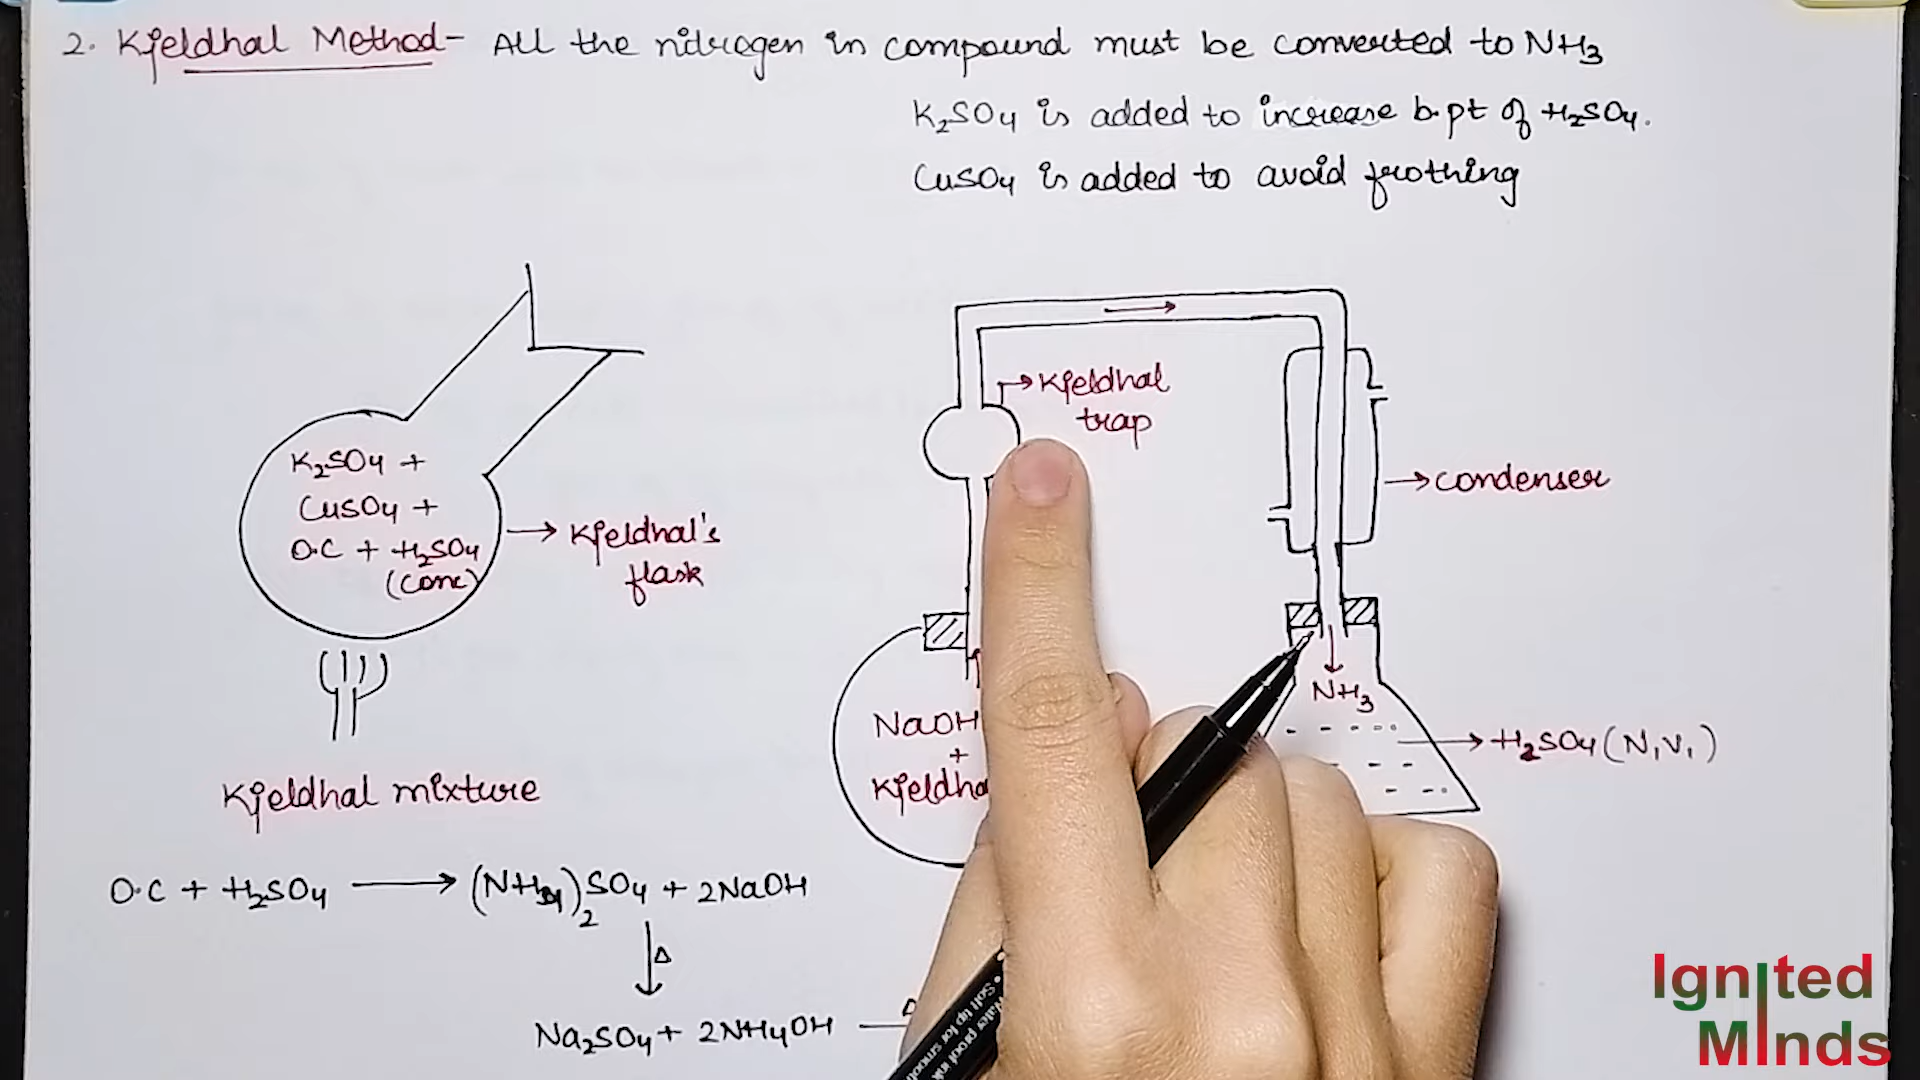 2. Kjeldhal Method- All the nitrogen in compound must be converted to NH3
K2SO4 is added to increase b.pt of H2SO4.
CuSO4 is added to avoid frothing
K2SO4 +
CuSO4 +
O.C + H2SO4
(conc)
→ Kjeldhal's
flask
Kjeldhal mixture
→ Kjeldhal
trap
→ condenser
NaOH
+
NH3
→ H2SO4 (N1V1)
O.C + H2SO4 → (NH4)2SO4 + 2NaOH
↓ Δ
Na2SO4 + 2NH4OH
Ignited
Minds